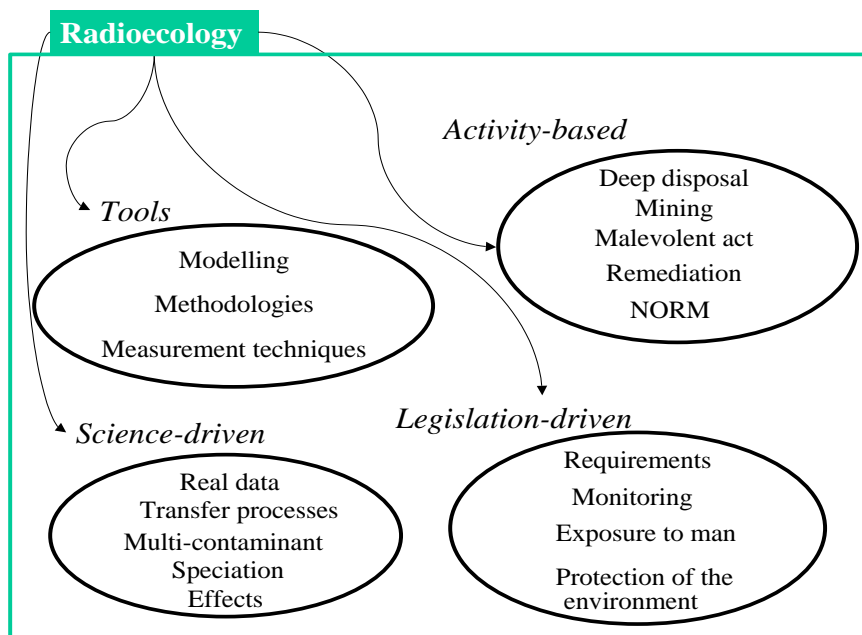 Radioecology
Activity-based
Deep disposal
Mining
Malevolent act
Remediation
NORM
Tools
Modelling
Methodologies
Measurement techniques
Science-driven
Real data
Transfer processes
Multi-contaminant
Speciation
Effects
Legislation-driven
Requirements
Monitoring
Exposure to man
Protection of the
environment